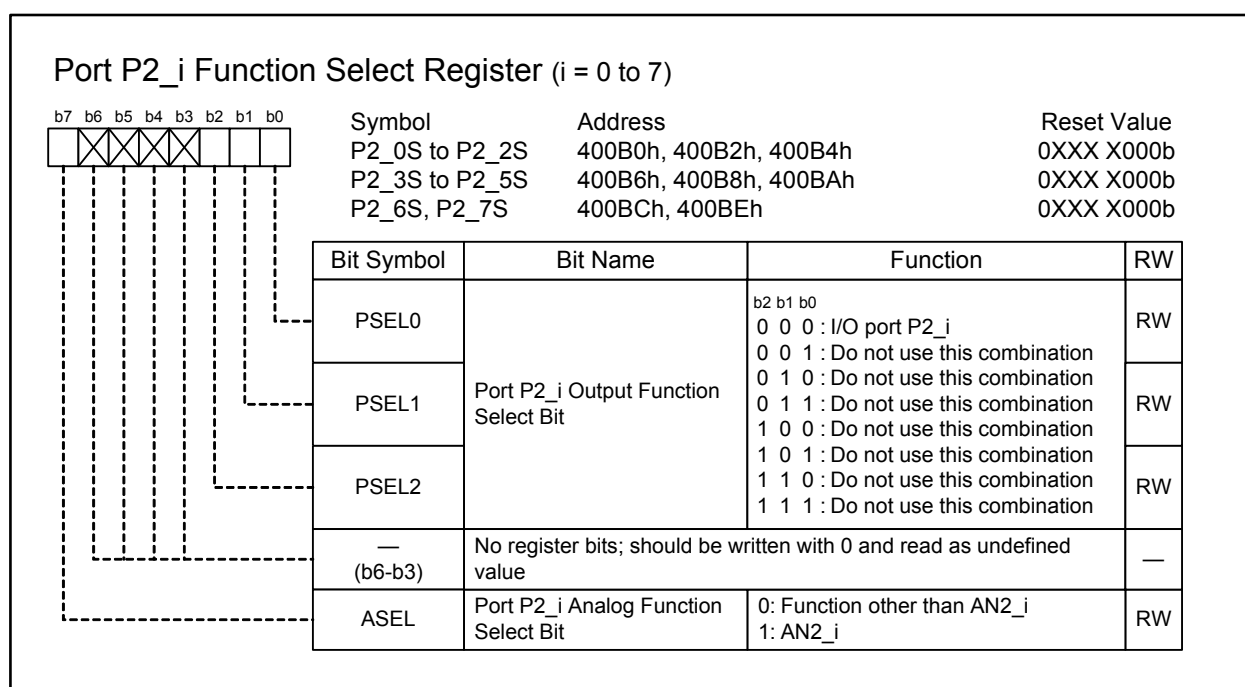 Port P2_i Function Select Register (i = 0 to 7)
b7 b6 b5 b4 b3 b2 b1 b0
Symbol Address Reset Value
P2_0S to P2_2S 400B0h, 400B2h, 400B4h 0XXX X000b
P2_3S to P2_5S 400B6h, 400B8h, 400BAh 0XXX X000b
P2_6S, P2_7S 400BCh, 400BEh 0XXX X000b
Bit Symbol Bit Name Function RW
PSEL0
PSEL1
PSEL2
Port P2_i Output Function
Select Bit
b2 b1 b0
0 0 0 : I/O port P2_i
0 0 1 : Do not use this combination
0 1 0 : Do not use this combination
0 1 1 : Do not use this combination
1 0 0 : Do not use this combination
1 0 1 : Do not use this combination
1 1 0 : Do not use this combination
1 1 1 : Do not use this combination
RW
RW
RW
—
(b6-b3)
No register bits; should be written with 0 and read as undefined
value
—
ASEL
Port P2_i Analog Function
Select Bit
0: Function other than AN2_i
1: AN2_i
RW